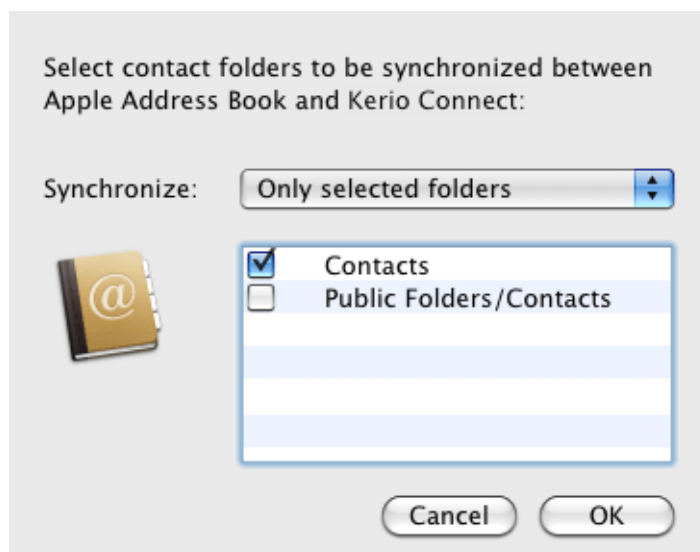 Select contact folders to be synchronized between
Apple Address Book and Kerio Connect:
Synchronize: Only selected folders
@
Contacts
Public Folders/Contacts
Cancel OK